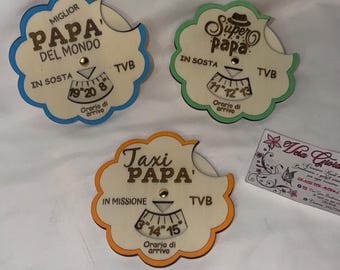 MIGLIOR
PAPA'
DEL MONDO
IN SOSTA
TVB
19 20 8
Orario di
arrivo
Super
papà
IN SOSTA
TVB
11 12 13
Orario di
arrivo
Taxi
PAPA'
IN MISSIONE
TVB
3 14 15
Orario di
arrivo